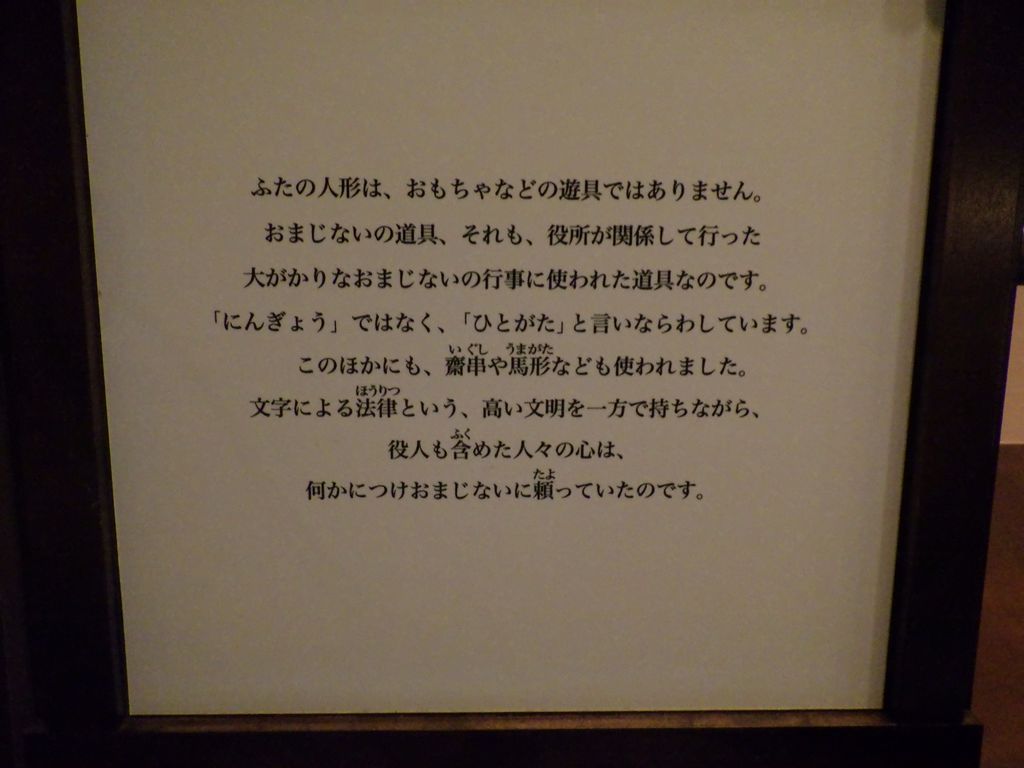 ふたの人形は、おもちゃなどの遊具ではありません。
おまじないの道具、それも、役所が関係して行った
大がかりなおまじないの行事に使われた道具なのです。
「にんぎょう」ではなく、「ひとがた」と言いならわしています。
いぐし うまがた
このほかにも、齋串や馬形なども使われました。
ほうりつ
文字による法律という、高い文明を一方で持ちながら、
ふく
役人も含めた人々の心は、
たよ
何かにつけおまじないに頼っていたのです。